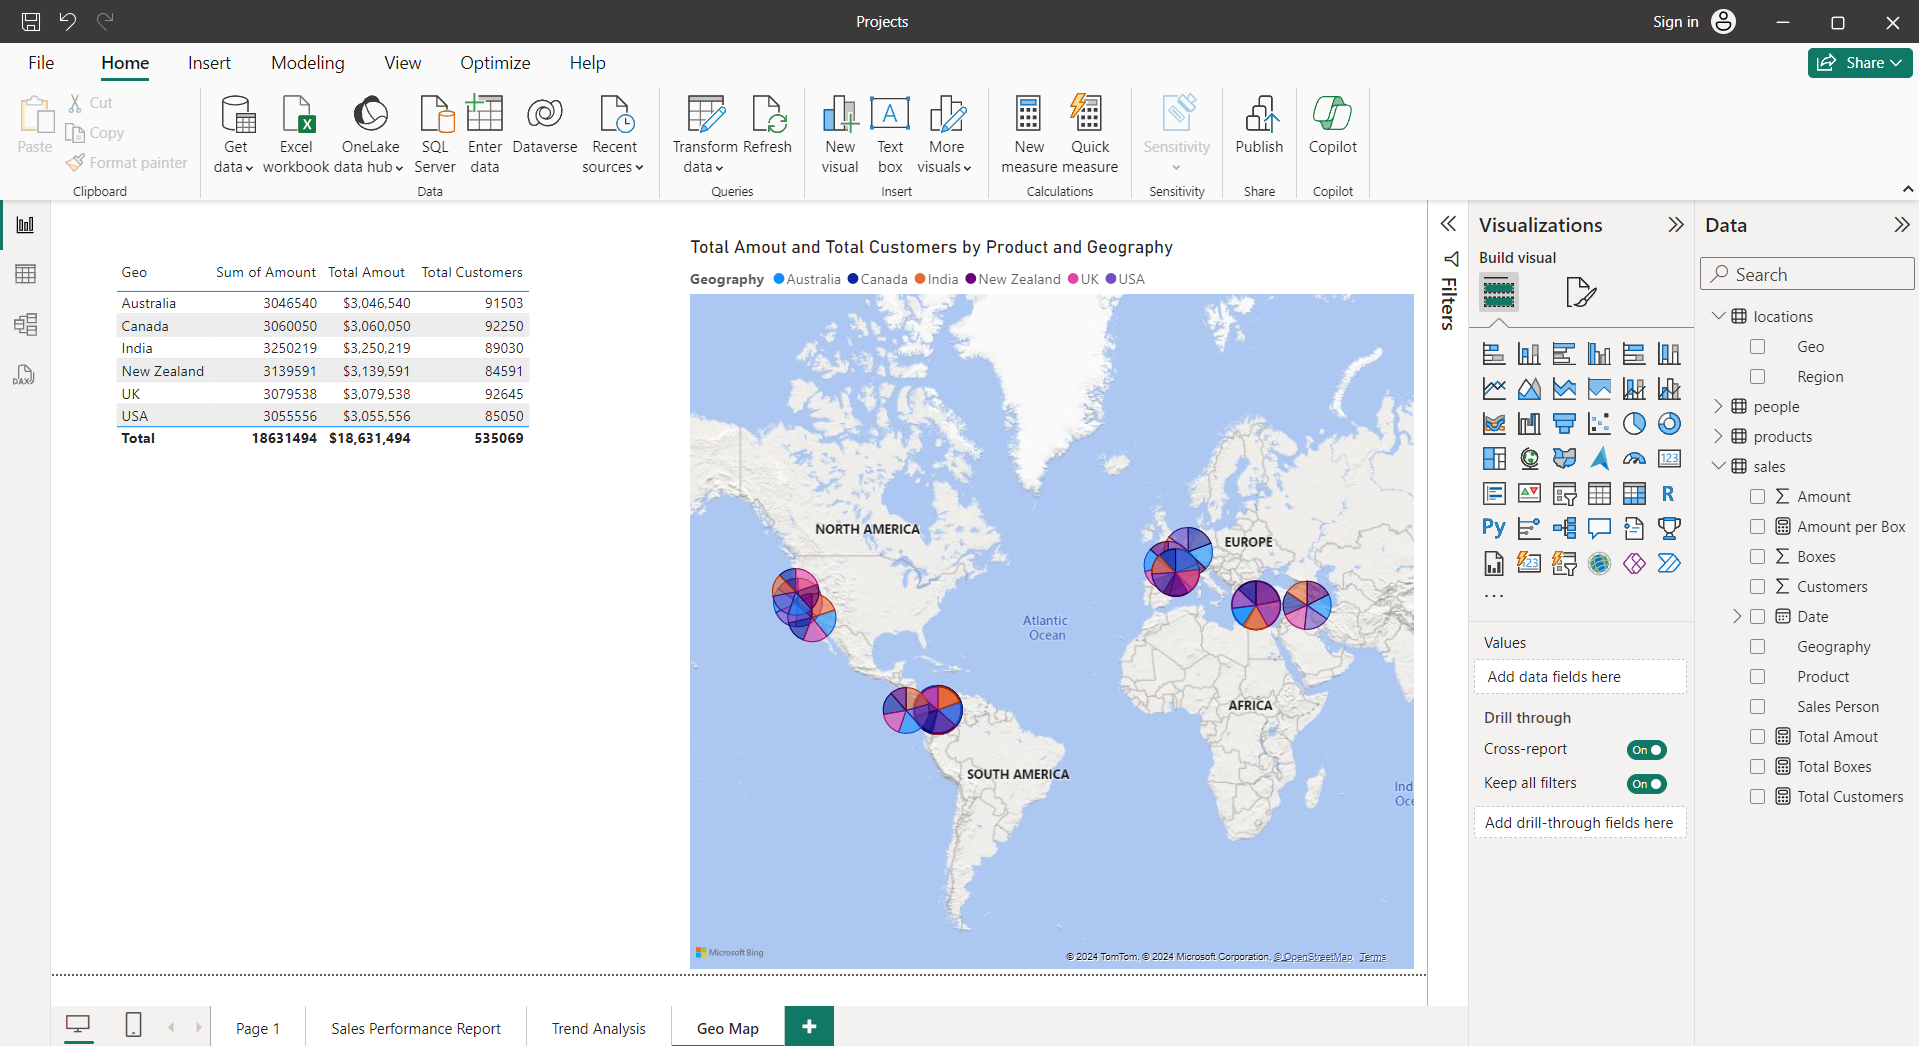 Projects
Sign in
File Home Insert Modeling View Optimize Help
Share
Paste
Cut
Copy
Format painter
Clipboard
Get data
Excel workbook
OneLake data hub
SQL Server
Enter data
Dataverse
Recent sources
Data
Transform data
Refresh
Queries
New visual
Text box
More visuals
Insert
New measure
Quick measure
Calculations
Sensitivity
Sensitivity
Publish
Share
Copilot
Copilot
Geo Sum of Amount Total Amout Total Customers
Australia 3046540 $3,046,540 91503
Canada 3060050 $3,060,050 92250
India 3250219 $3,250,219 89030
New Zealand 3139591 $3,139,591 84591
UK 3079538 $3,079,538 92645
USA 3055556 $3,055,556 85050
Total 18631494 $18,631,494 535069
Total Amout and Total Customers by Product and Geography
Geography Australia Canada India New Zealand UK USA
NORTH AMERICA
EUROPE
Atlantic
Ocean
AFRICA
SOUTH AMERICA
Ind
Oce
Microsoft Bing
© 2024 TomTom, © 2024 Microsoft Corporation, © OpenStreetMap Terms
Filters
Visualizations
Build visual
123
R
Py
123
...
Values
Add data fields here
Drill through
Cross-report On
Keep all filters On
Add drill-through fields here
Data
Search
locations
Geo
Region
people
products
sales
Amount
Amount per Box
Boxes
Customers
Date
Geography
Product
Sales Person
Total Amout
Total Boxes
Total Customers
DAX
Page 1 Sales Performance Report Trend Analysis Geo Map